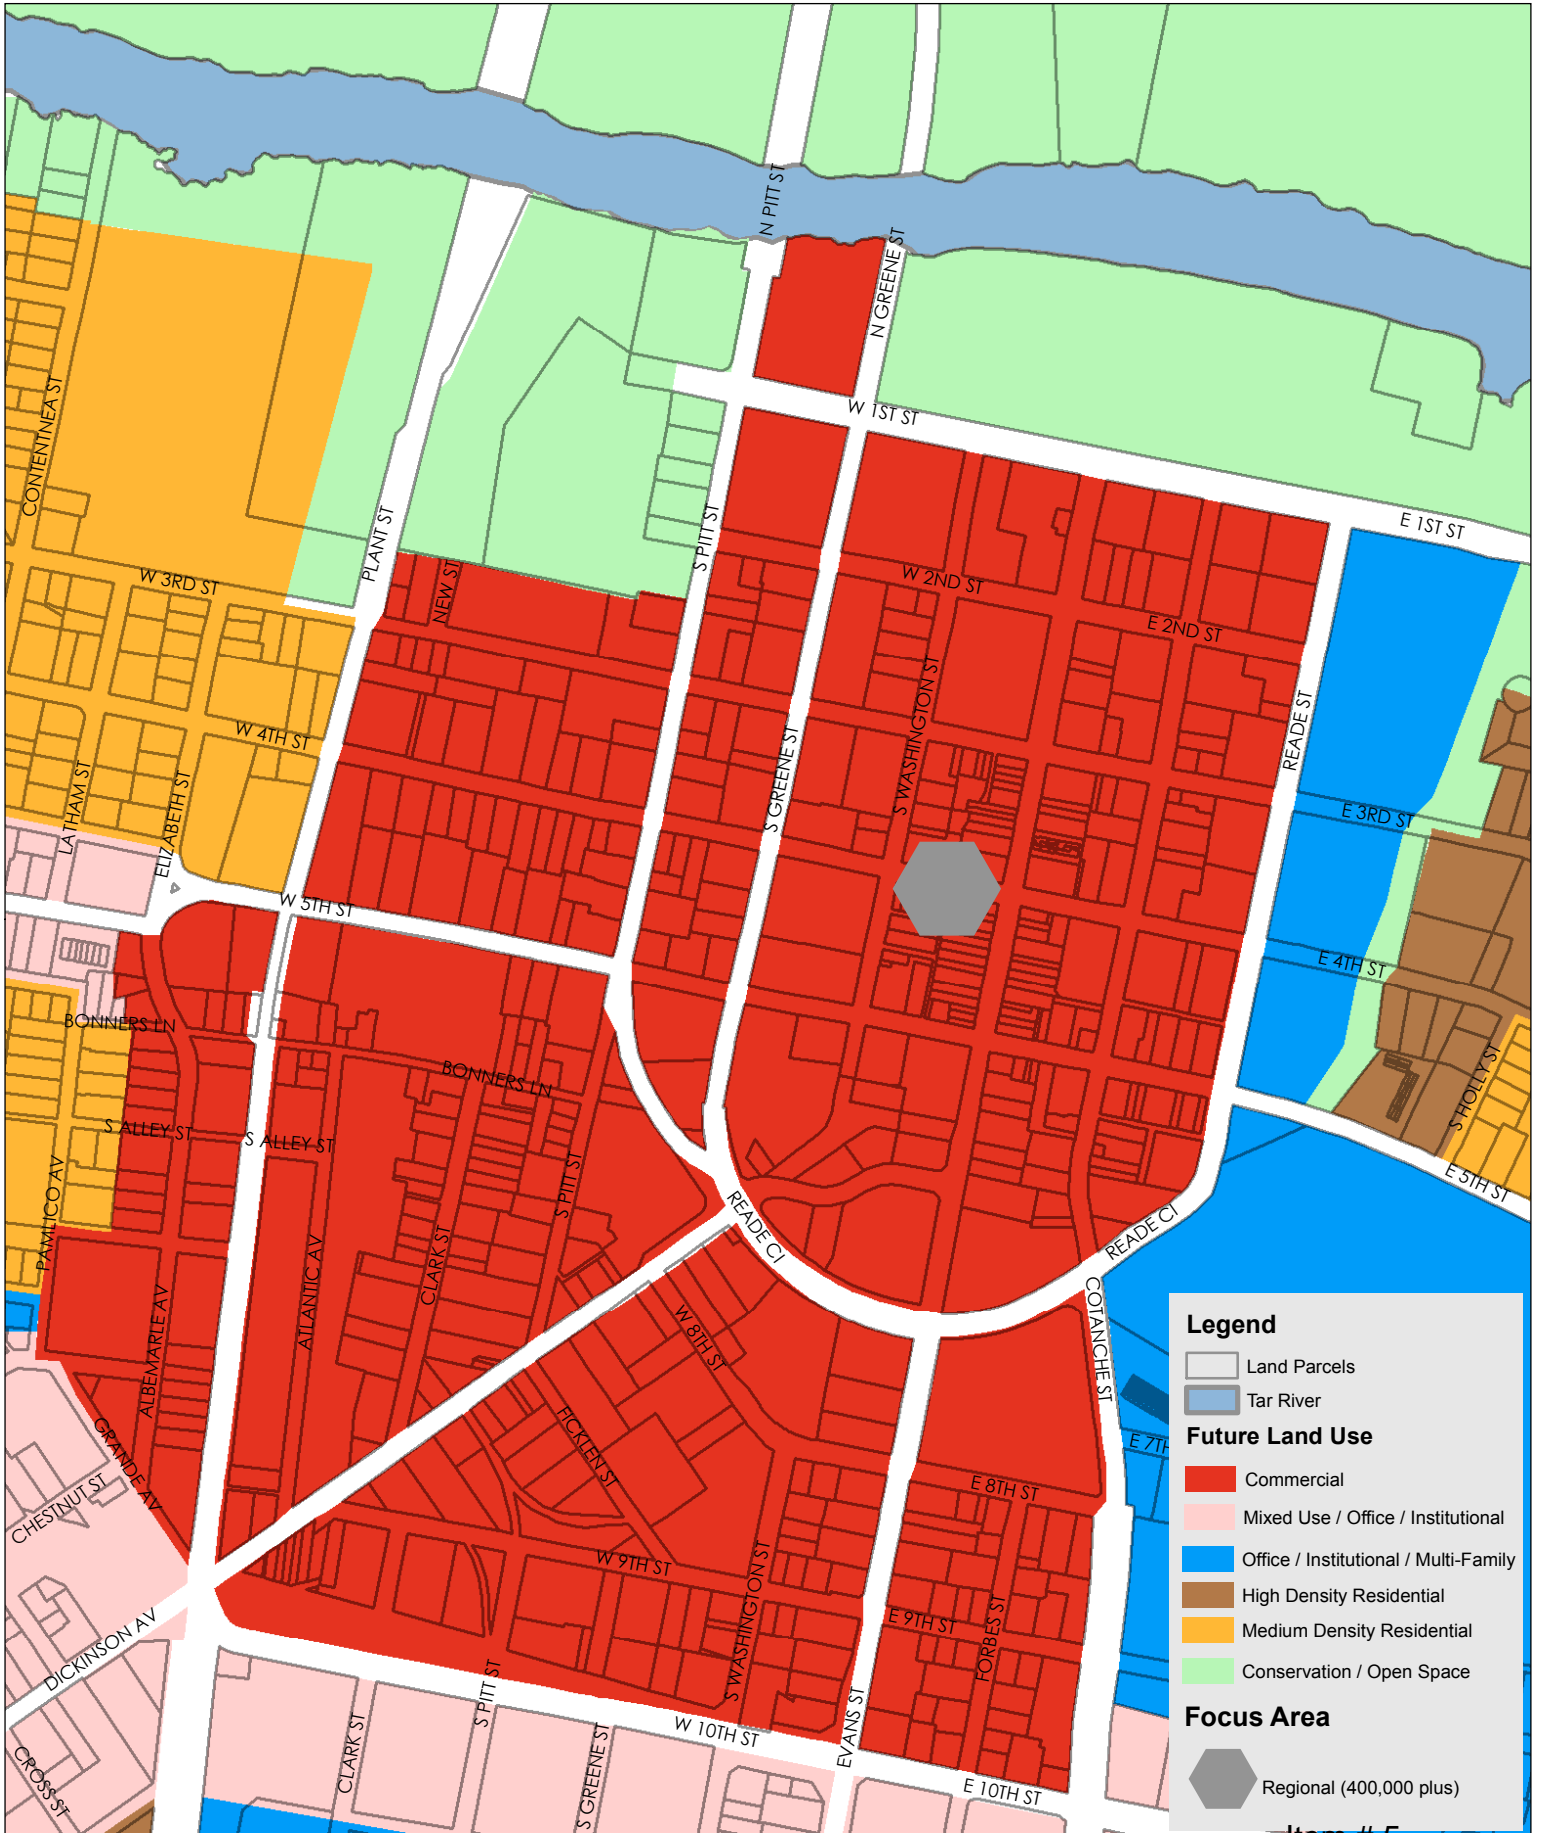 N PITT ST
N GREENE ST
W 1ST ST
CONTENTNEA ST
E 1ST ST
PLANT ST
S PITT ST
W 3RD ST
NEW ST
W 2ND ST
E 2ND ST
S WASHINGTON ST
READE ST
W 4TH ST
S GREENE ST
LATHAM ST
ELIZABETH ST
E 3RD ST
W 5TH ST
E 4TH ST
BONNERS LN
BONNERS LN
S HOLLY ST
S ALLEY ST
S ALLEY ST
E 5TH ST
PAMLICO AV
S PITT ST
READE CI
READE CI
CLARK ST
ATLANTIC AV
ALBEMARLE AV
W 8TH ST
COTANCHE ST
Legend
Land Parcels
Tar River
Future Land Use
Commercial
Mixed Use / Office / Institutional
Office / Institutional / Multi-Family
High Density Residential
Medium Density Residential
Conservation / Open Space
Focus Area
Regional (400,000 plus)
E 7TH
FICKLEN ST
GRANDE AV
CHESTNUT ST
E 8TH ST
W 9TH ST
S WASHINGTON ST
E 9TH ST
FORBES ST
DICKINSON AV
S PITT ST
W 10TH ST
EVANS ST
E 10TH ST
CLARK ST
S GREENE ST
CROSS ST
Item # 5